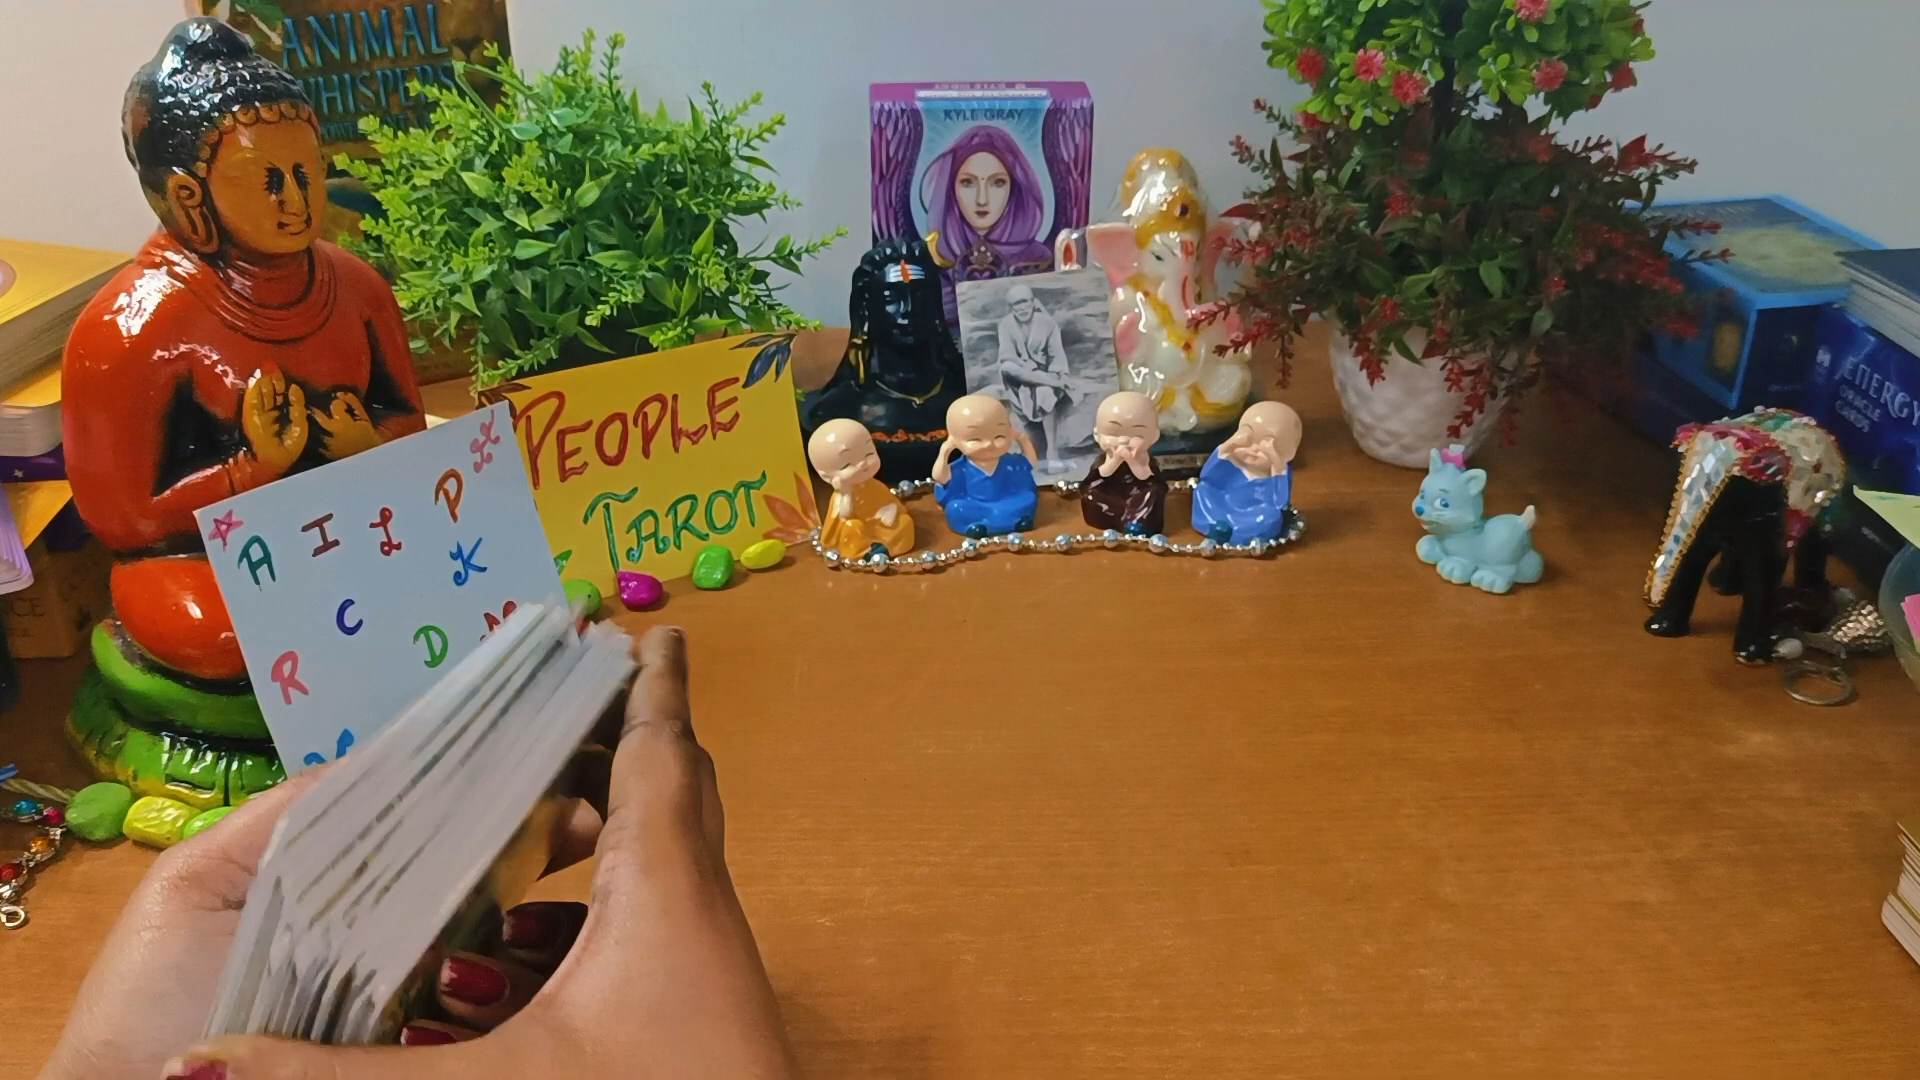 ANIMAL
WHISPERS
KYLE GRAY
PEOPLE
TAROT
A I L P
C K
R D
ENERGY
ORACLE
CARDS